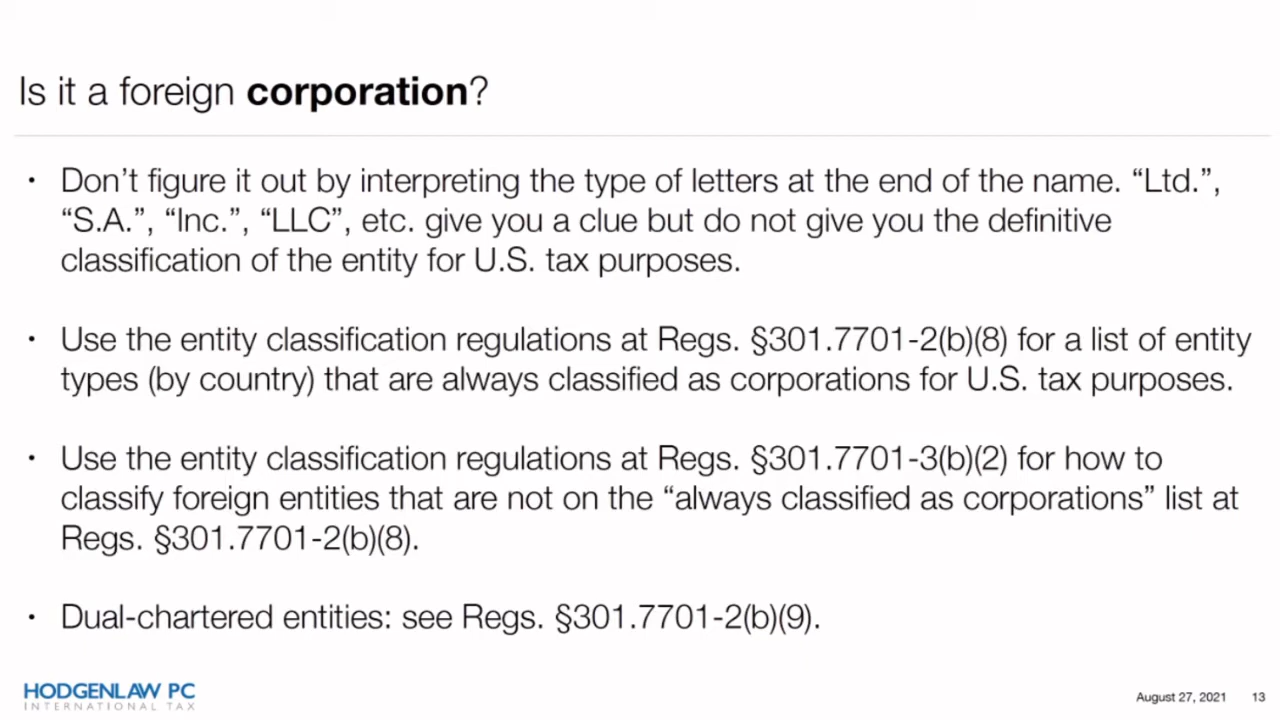 Is it a foreign corporation?
• Don’t figure it out by interpreting the type of letters at the end of the name. “Ltd.”,
“S.A.”, “Inc.”, “LLC”, etc. give you a clue but do not give you the definitive
classification of the entity for U.S. tax purposes.
• Use the entity classification regulations at Regs. §301.7701-2(b)(8) for a list of entity
types (by country) that are always classified as corporations for U.S. tax purposes.
• Use the entity classification regulations at Regs. §301.7701-3(b)(2) for how to
classify foreign entities that are not on the “always classified as corporations” list at
Regs. §301.7701-2(b)(8).
• Dual-chartered entities: see Regs. §301.7701-2(b)(9).
HODGENLAW PC
INTERNATIONAL TAX
August 27, 2021 13